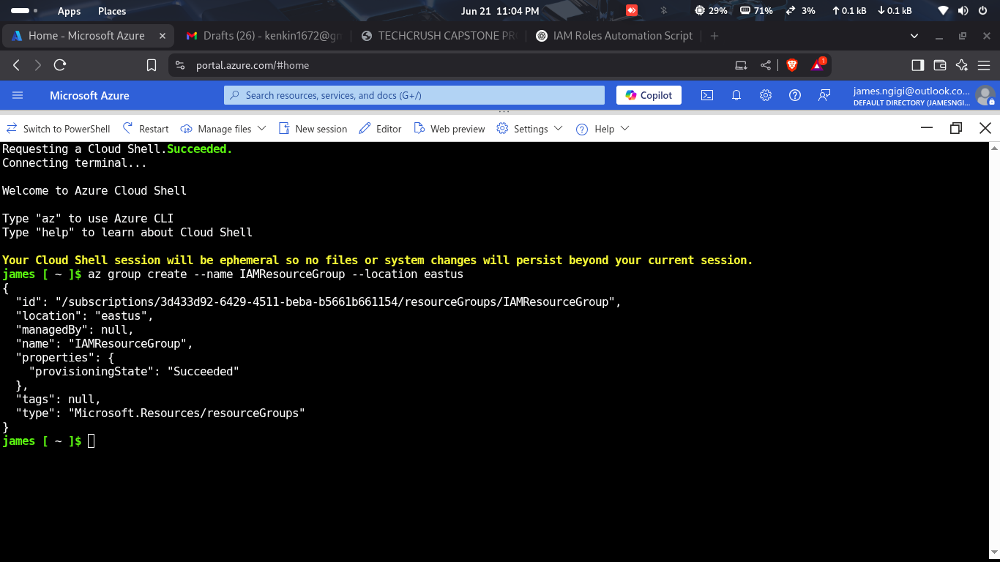 Apps Places Jun 21 11:04 PM 29% 71% 3% 0.1 kB 0.1 kB
Home - Microsoft Azure Drafts (26) - kenkin1672@gm TECHCRUSH CAPSTONE PR IAM Roles Automation Script
portal.azure.com/#home 1
Microsoft Azure Search resources, services, and docs (G+/) Copilot james.ngigi@outlook.co...
DEFAULT DIRECTORY (JAMESNGI...
Switch to PowerShell Restart Manage files New session Editor Web preview Settings Help
Requesting a Cloud Shell.Succeeded.
Connecting terminal...
Welcome to Azure Cloud Shell
Type "az" to use Azure CLI
Type "help" to learn about Cloud Shell
Your Cloud Shell session will be ephemeral so no files or system changes will persist beyond your current session.
james [ ~ ]$ az group create --name IAMResourceGroup --location eastus
{
  "id": "/subscriptions/3d433d92-6429-4511-beba-b5661b661154/resourceGroups/IAMResourceGroup",
  "location": "eastus",
  "managedBy": null,
  "name": "IAMResourceGroup",
  "properties": {
    "provisioningState": "Succeeded"
  },
  "tags": null,
  "type": "Microsoft.Resources/resourceGroups"
}
james [ ~ ]$